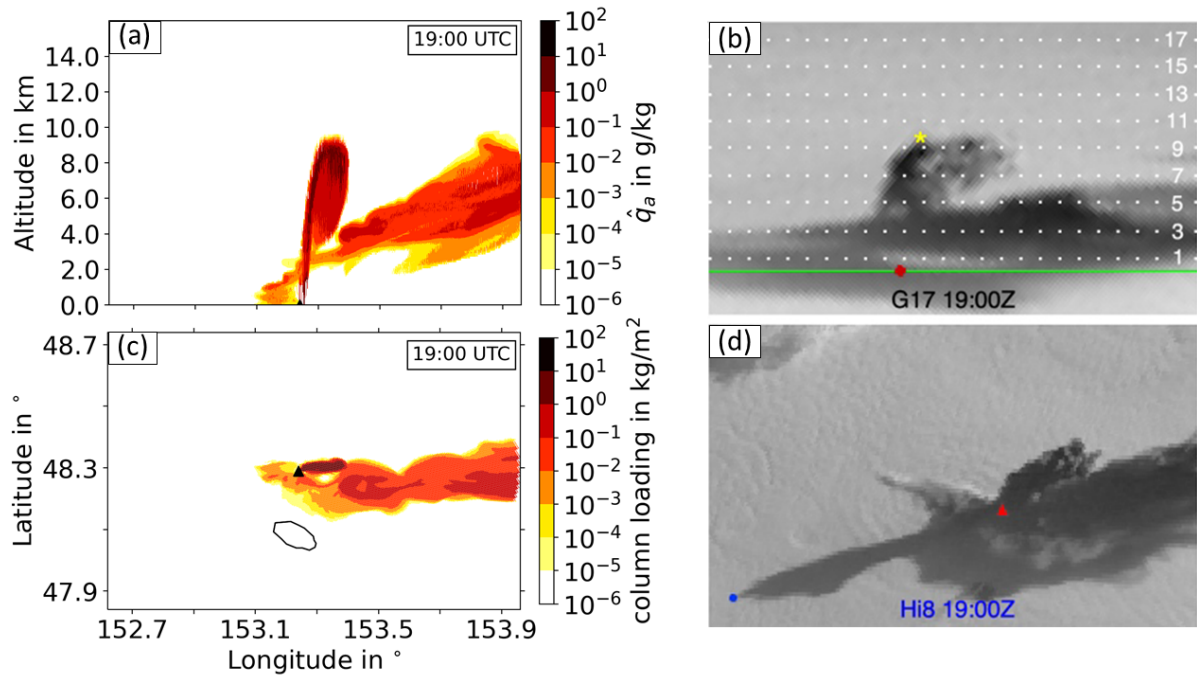 (a)
19:00 UTC
14.0
12.0
10.0
8.0
6.0
4.0
2.0
0.0
Altitude in km
10²
10¹
10⁰
10⁻¹
10⁻²
10⁻³
10⁻⁴
10⁻⁵
10⁻⁶
q̂ₐ in g/kg
(b)
17
15
13
11
9
7
5
3
1
G17 19:00Z
(c)
19:00 UTC
48.7
48.3
47.9
Latitude in °
152.7 153.1 153.5 153.9
Longitude in °
10²
10¹
10⁰
10⁻¹
10⁻²
10⁻³
10⁻⁴
10⁻⁵
10⁻⁶
column loading in kg/m²
(d)
Hi8 19:00Z